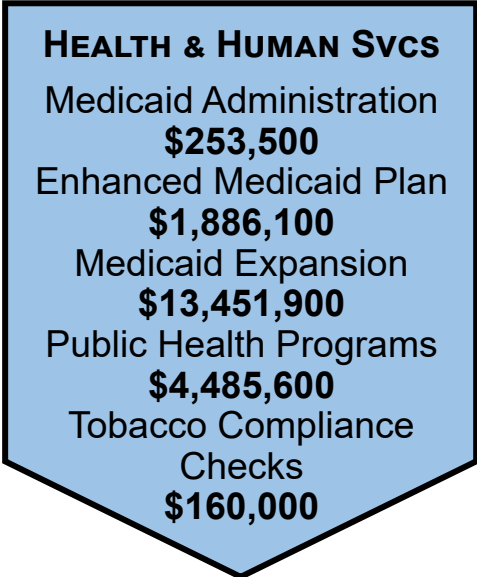 Health & Human Svcs
Medicaid Administration
$253,500
Enhanced Medicaid Plan
$1,886,100
Medicaid Expansion
$13,451,900
Public Health Programs
$4,485,600
Tobacco Compliance
Checks
$160,000